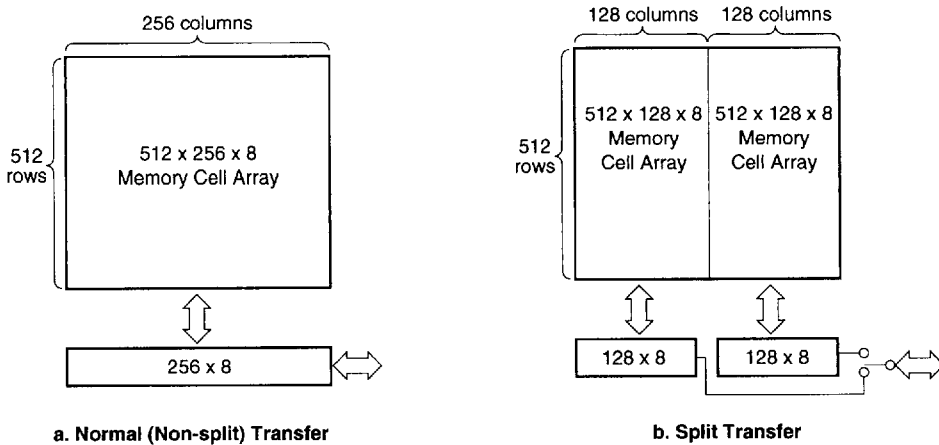 256 columns
512
rows
512 x 256 x 8
Memory Cell Array
256 x 8
a. Normal (Non-split) Transfer
128 columns
128 columns
512
rows
512 x 128 x 8
Memory
Cell Array
512 x 128 x 8
Memory
Cell Array
128 x 8
128 x 8
b. Split Transfer